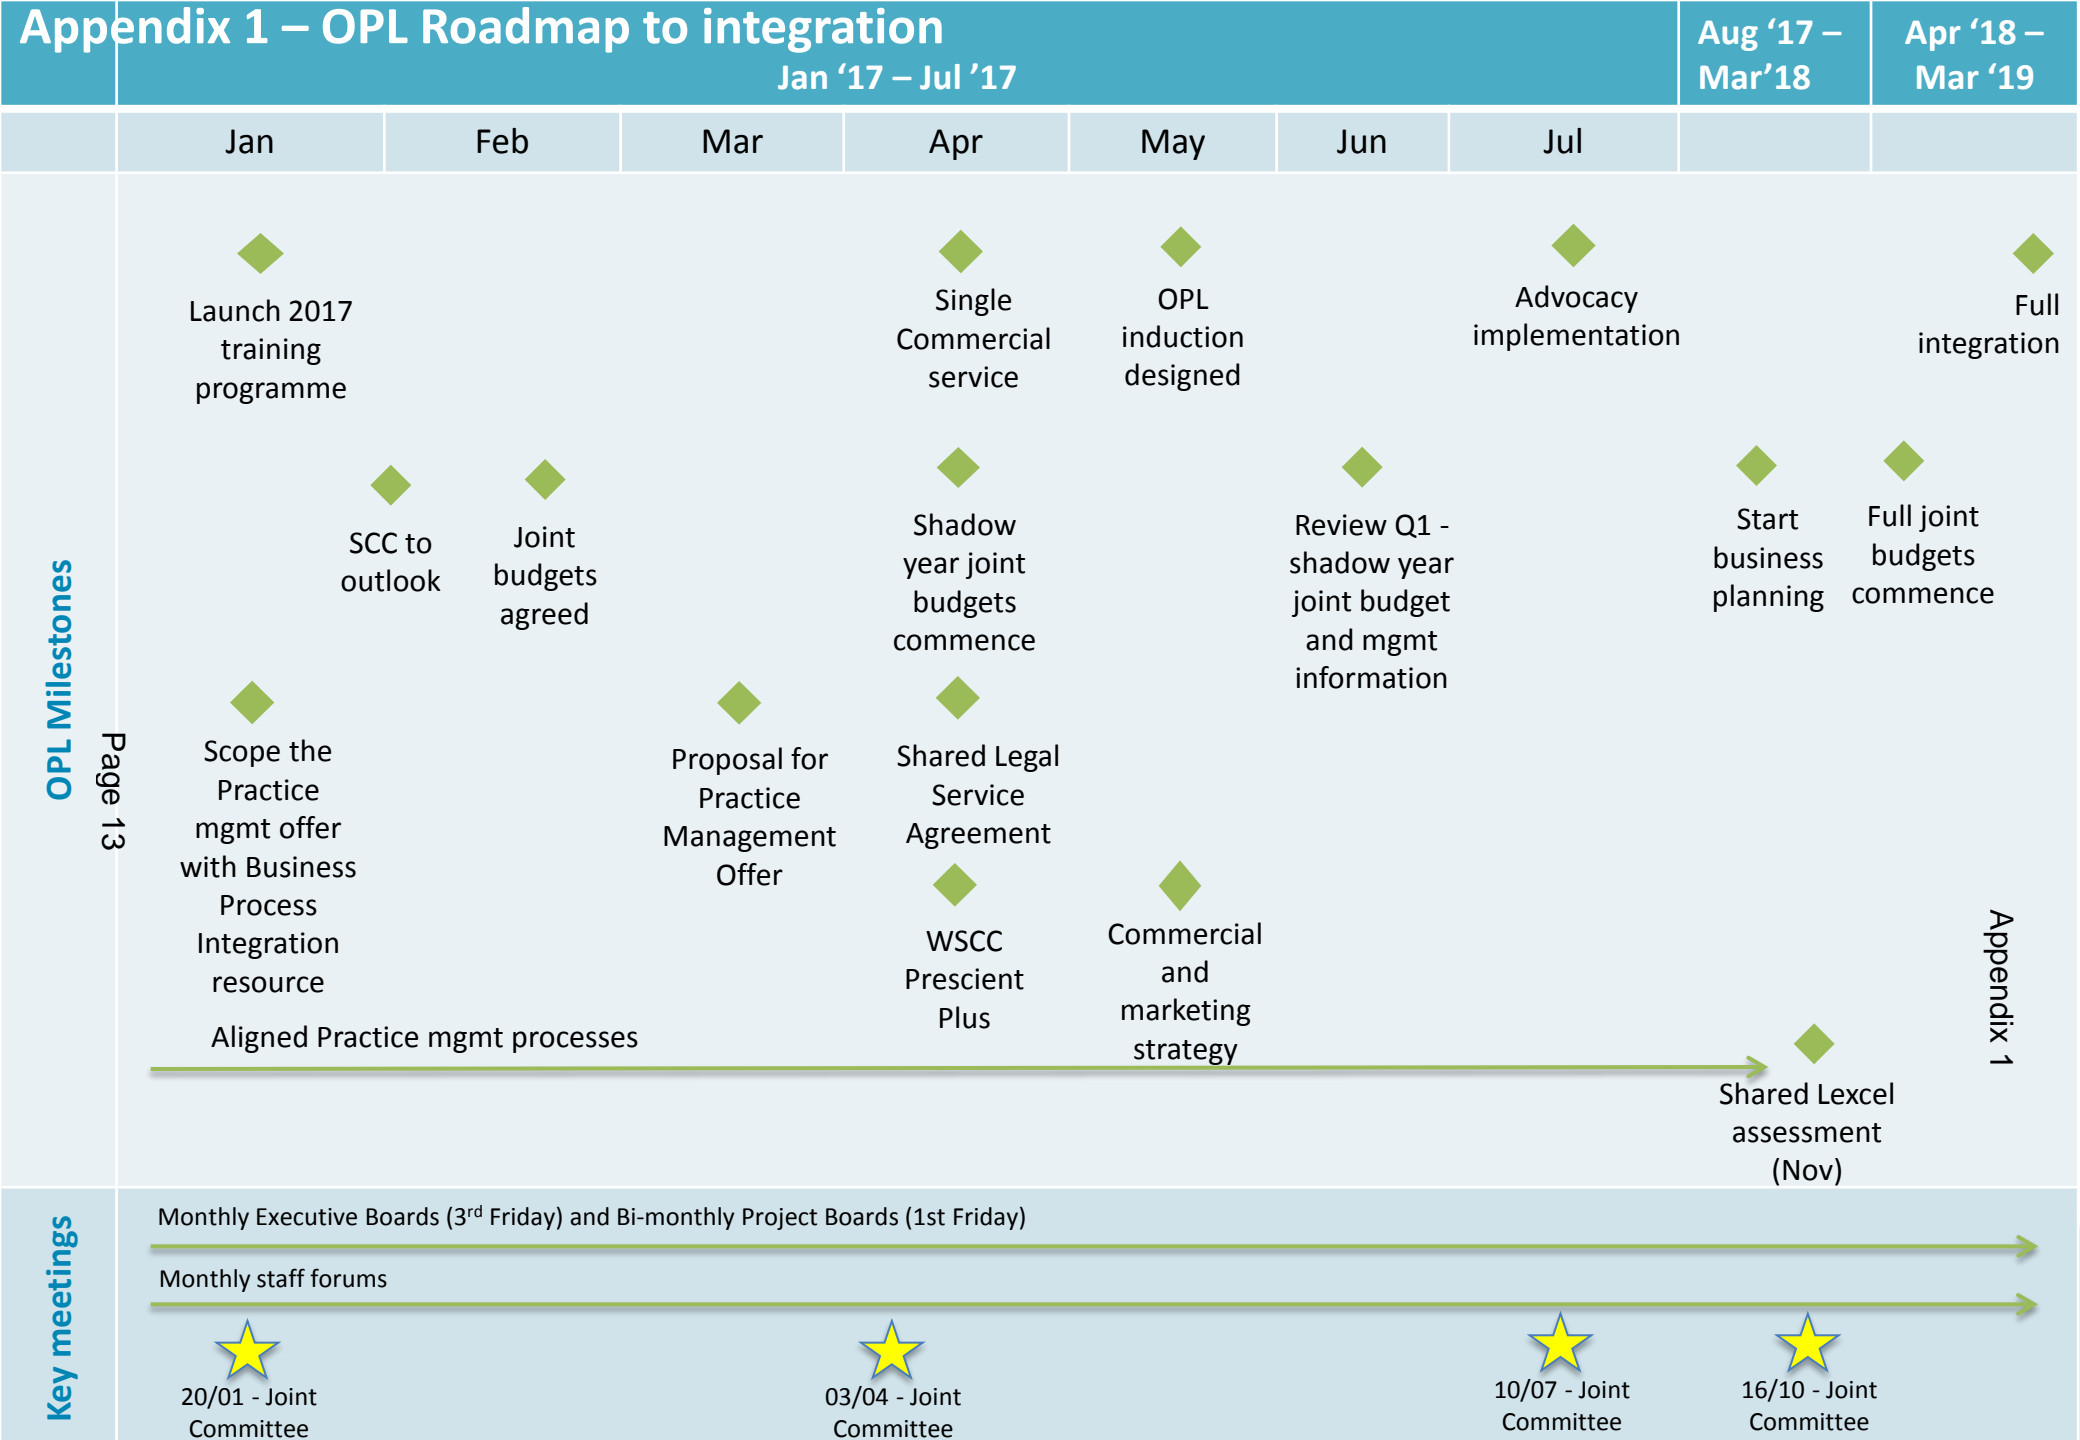 Appendix 1 – OPL Roadmap to integration
Jan ‘17 – Jul ’17
Aug ‘17 –
Mar’18
Apr ‘18 –
Mar ‘19
Jan
Feb
Mar
Apr
May
Jun
Jul
OPL Milestones
Page 13
Launch 2017
training
programme
Single
Commercial
service
OPL
induction
designed
Advocacy
implementation
Full
integration
SCC to
outlook
Joint
budgets
agreed
Shadow
year joint
budgets
commence
Review Q1 -
shadow year
joint budget
and mgmt
information
Start
business
planning
Full joint
budgets
commence
Scope the
Practice
mgmt offer
with Business
Process
Integration
resource
Proposal for
Practice
Management
Offer
Shared Legal
Service
Agreement
WSCC
Prescient
Plus
Commercial
and
marketing
strategy
Appendix 1
Aligned Practice mgmt processes
Shared Lexcel
assessment
(Nov)
Key meetings
Monthly Executive Boards (3rd Friday) and Bi-monthly Project Boards (1st Friday)
Monthly staff forums
20/01 - Joint
Committee
03/04 - Joint
Committee
10/07 - Joint
Committee
16/10 - Joint
Committee